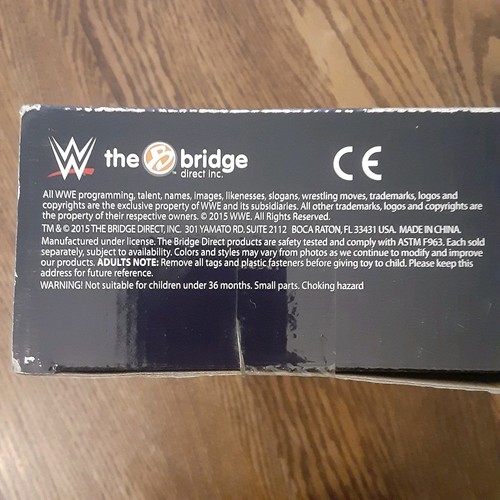 W the B bridge CE
™ direct inc.
All WWE programming, talent, names, images, likenesses, slogans, wrestling moves, trademarks, logos and
copyrights are the exclusive property of WWE and its subsidiaries. All other trademarks, logos and copyrights are
the property of their respective owners. © 2015 WWE. All Rights Reserved.
TM & © 2015 THE BRIDGE DIRECT, INC. 301 YAMATO RD. SUITE 2112 BOCA RATON, FL 33431 USA. MADE IN CHINA.
Manufactured under license. The Bridge Direct products are safety tested and comply with ASTM F963. Each sold
separately, subject to availability. Colors and styles may vary from photos as we continue to modify and improve
our products. ADULTS NOTE: Remove all tags and plastic fasteners before giving toy to child. Please keep this
address for future reference.
WARNING! Not suitable for children under 36 months. Small parts. Choking hazard